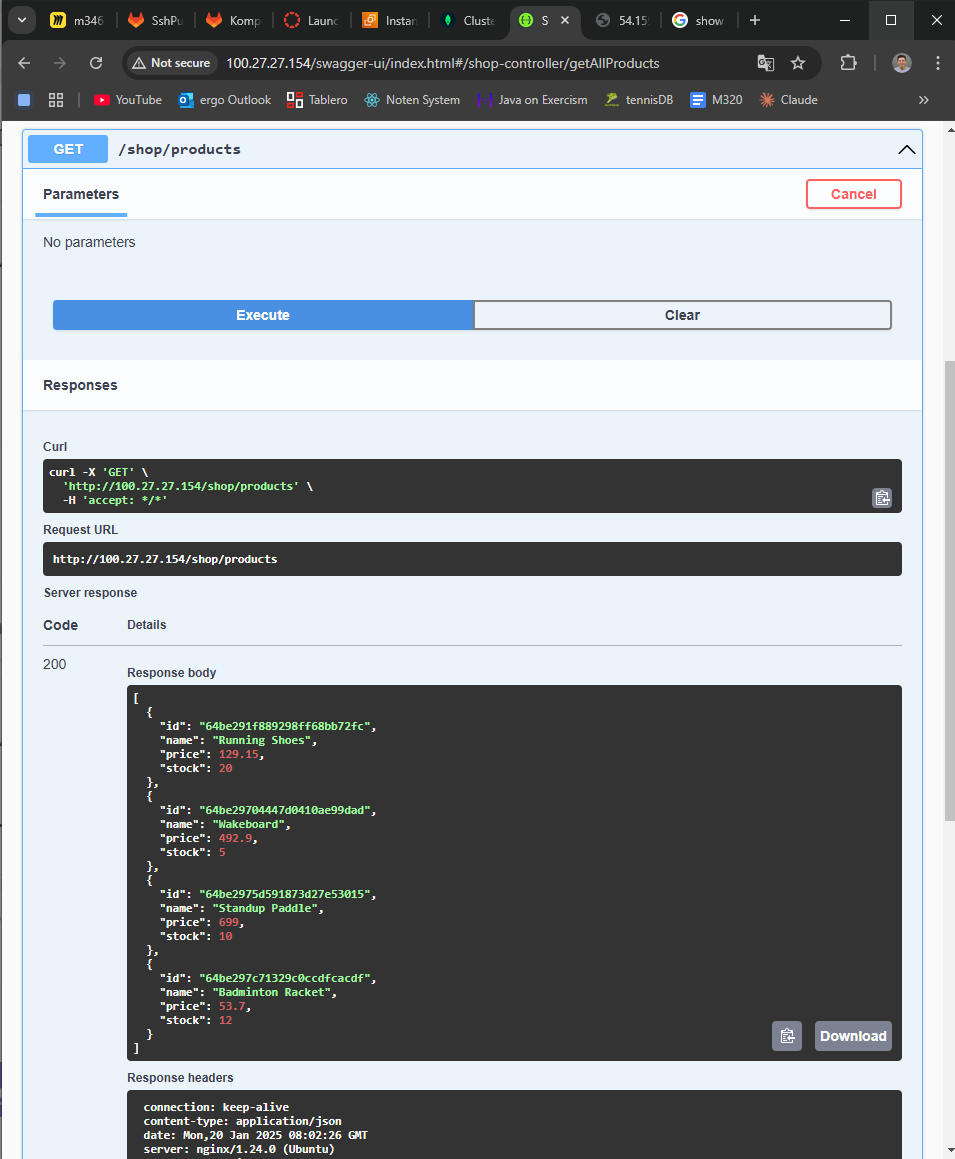 m346
SshPu
Komp
Launc
Instan
Cluste
S
54.15
show
Not secure
100.27.27.154/swagger-ui/index.html#/shop-controller/getAllProducts
YouTube
ergo Outlook
Tablero
Noten System
Java on Exercism
tennisDB
M320
Claude
GET /shop/products
Parameters
Cancel
No parameters
Execute
Clear
Responses
Curl
curl -X 'GET' \
'http://100.27.27.154/shop/products' \
-H 'accept: */*'
Request URL
http://100.27.27.154/shop/products
Server response
Code Details
200
Response body
[
{
"id": "64be291f889298ff68bb72fc",
"name": "Running Shoes",
"price": 129.15,
"stock": 20
},
{
"id": "64be29704447d0410ae99dad",
"name": "Wakeboard",
"price": 492.9,
"stock": 5
},
{
"id": "64be2975d591873d27e53015",
"name": "Standup Paddle",
"price": 699,
"stock": 10
},
{
"id": "64be297c71329c0ccdfcacdf",
"name": "Badminton Racket",
"price": 53.7,
"stock": 12
}
]
Download
Response headers
connection: keep-alive
content-type: application/json
date: Mon,20 Jan 2025 08:02:26 GMT
server: nginx/1.24.0 (Ubuntu)